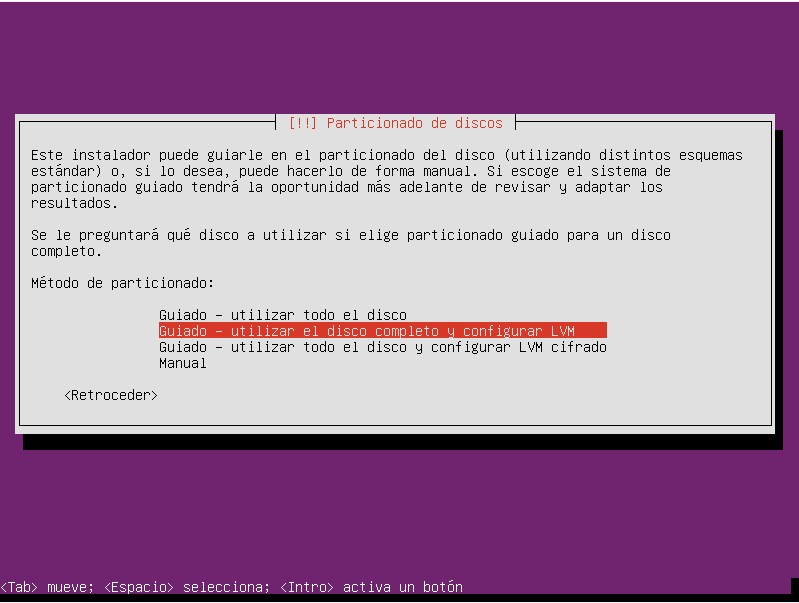 [!!] Particionado de discos
Este instalador puede guiarle en el particionado del disco (utilizando distintos esquemas
estándar) o, si lo desea, puede hacerlo de forma manual. Si escoge el sistema de
particionado guiado tendrá la oportunidad más adelante de revisar y adaptar los
resultados.
Se le preguntará qué disco a utilizar si elige particionado guiado para un disco
completo.
Método de particionado:
Guiado - utilizar todo el disco
Guiado - utilizar el disco completo y configurar LVM
Guiado - utilizar todo el disco y configurar LVM cifrado
Manual
<Retroceder>
<Tab> mueve; <Espacio> selecciona; <Intro> activa un botón